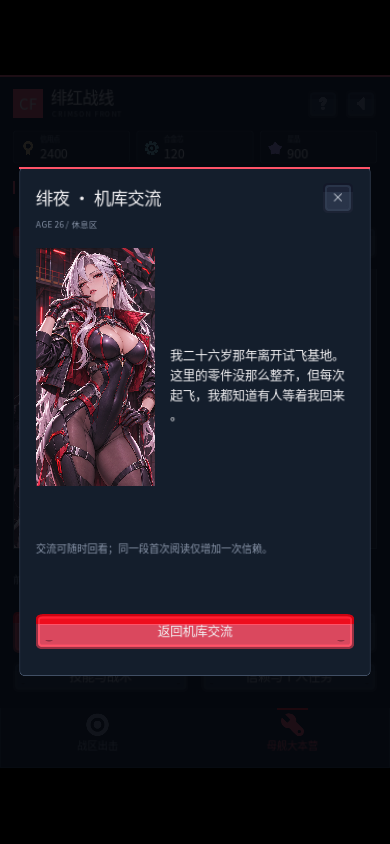 CF
绯红战线
2400
120
900
绯夜 · 机库交流
AGE 26 / 休息区
我二十六岁那年离开试飞基地。
这里的零件没那么整齐，但每次
起飞，我都知道有人等着我回来
。
交流可随时回看；同一段首次阅读仅增加一次信赖。
返回机库交流